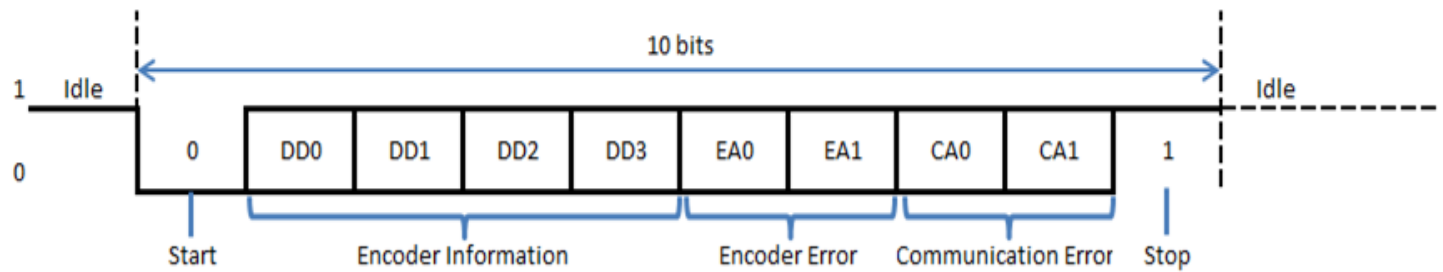 10 bits
1 Idle Idle
0 DD0 DD1 DD2 DD3 EA0 EA1 CA0 CA1 1
0
Start Encoder Information Encoder Error Communication Error Stop